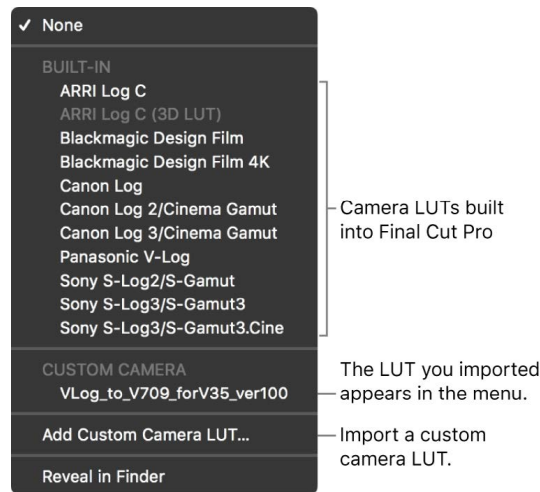 ✓ None
BUILT-IN
ARRI Log C
ARRI Log C (3D LUT)
Blackmagic Design Film
Blackmagic Design Film 4K
Canon Log
Canon Log 2/Cinema Gamut
Canon Log 3/Cinema Gamut
Panasonic V-Log
Sony S-Log2/S-Gamut
Sony S-Log3/S-Gamut3
Sony S-Log3/S-Gamut3.Cine
Camera LUTs built
into Final Cut Pro
CUSTOM CAMERA
VLog_to_V709_forV35_ver100
The LUT you imported
appears in the menu.
Add Custom Camera LUT...
Import a custom
camera LUT.
Reveal in Finder